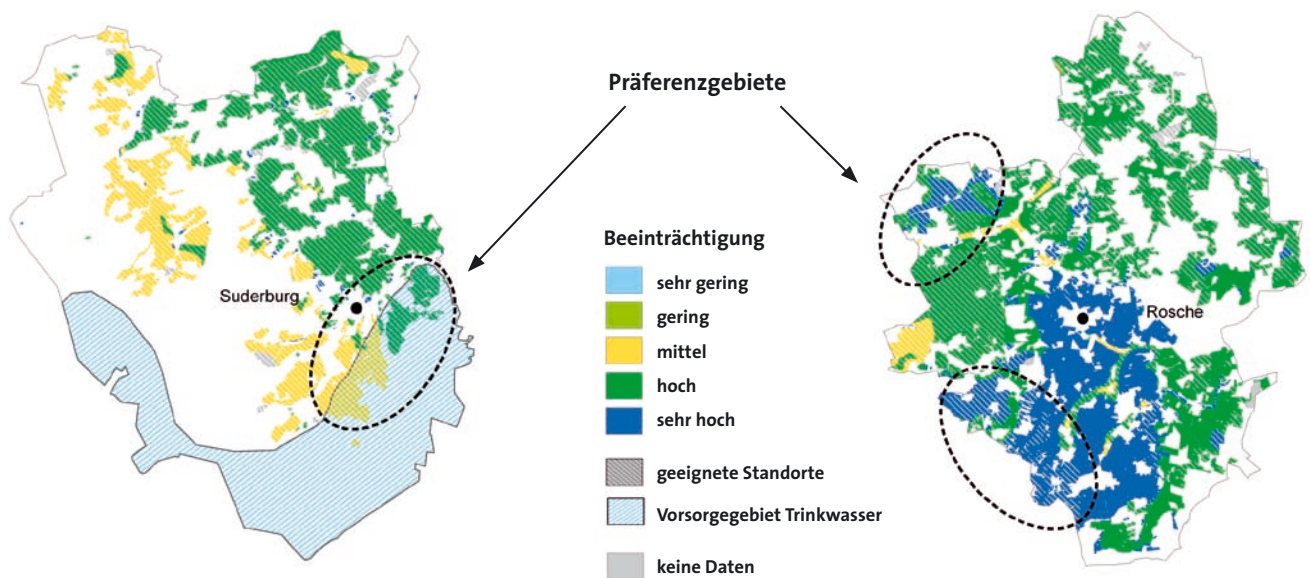 Präferenzgebiete
Suderburg
Beeinträchtigung
sehr gering
gering
mittel
hoch
sehr hoch
geeignete Standorte
Vorsorgegebiet Trinkwasser
keine Daten
Rosche